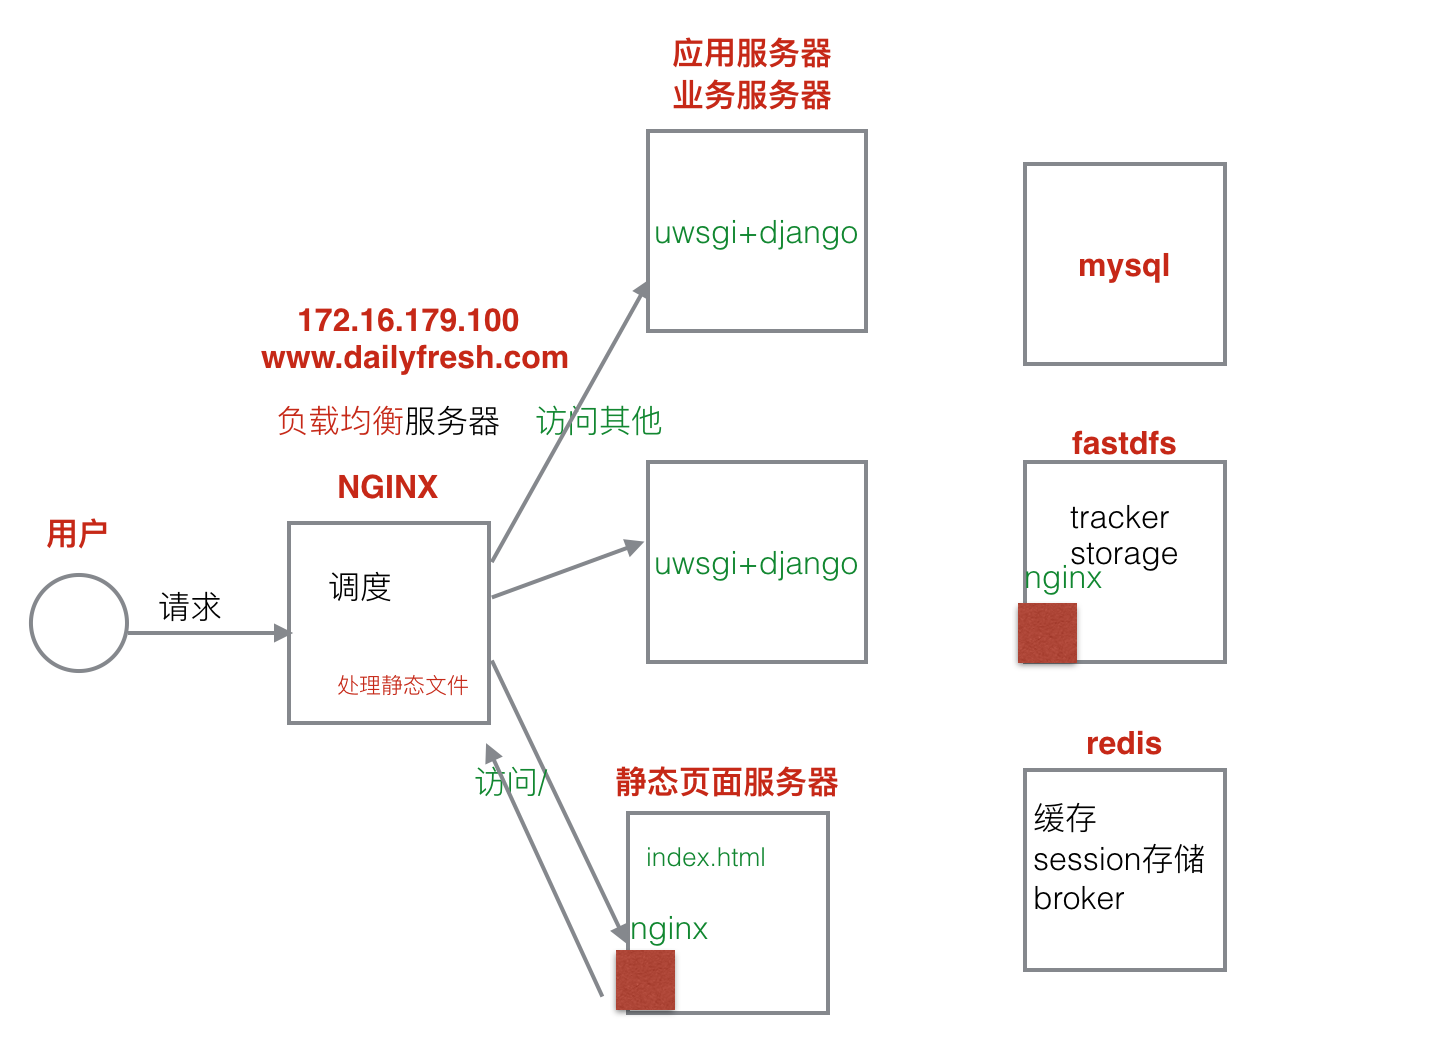 应用服务器
业务服务器
uwsgi+django
mysql
172.16.179.100
www.dailyfresh.com
负载均衡服务器
访问其他
NGINX
fastdfs
用户
请求
调度
处理静态文件
uwsgi+django
tracker
storage
nginx
访问/
静态页面服务器
index.html
nginx
redis
缓存
session存储
broker